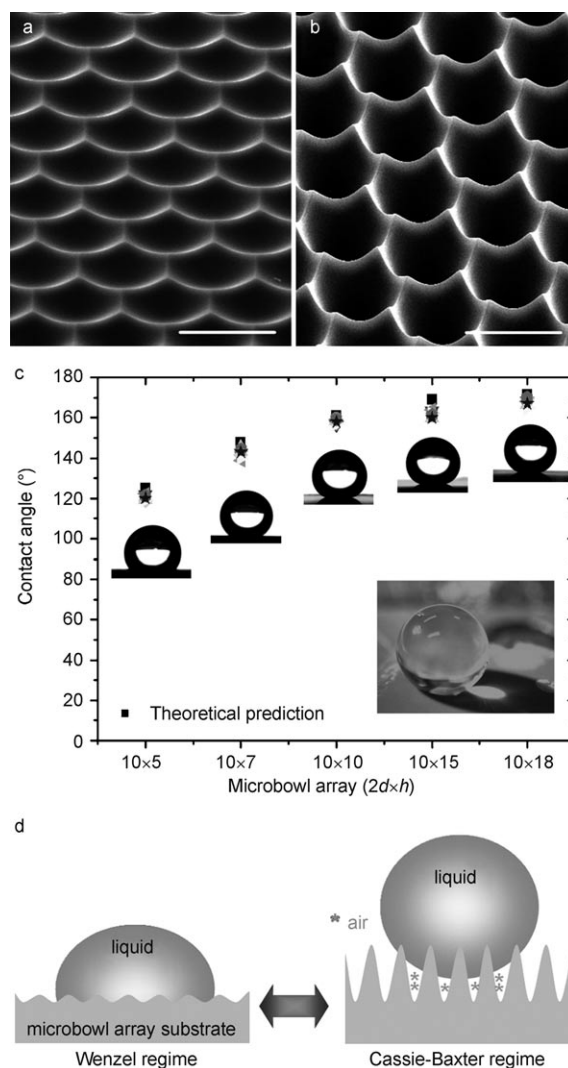 a
b
c
180
160
140
120
100
80
60
40
20
0
Contact angle (°)
■ Theoretical prediction
10×5
10×7
10×10
10×15
10×18
Microbowl array (2d×h)
d
liquid
microbowl array substrate
Wenzel regime
liquid
* air
Cassie-Baxter regime